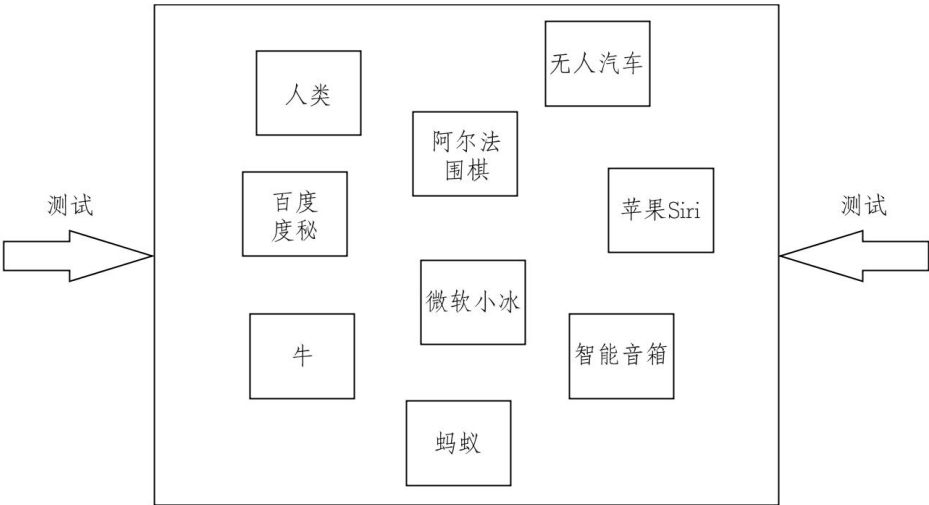 无人汽车
人类
阿尔法
围棋
百度
度秘
苹果Siri
测试
测试
微软小冰
牛
智能音箱
蚂蚁